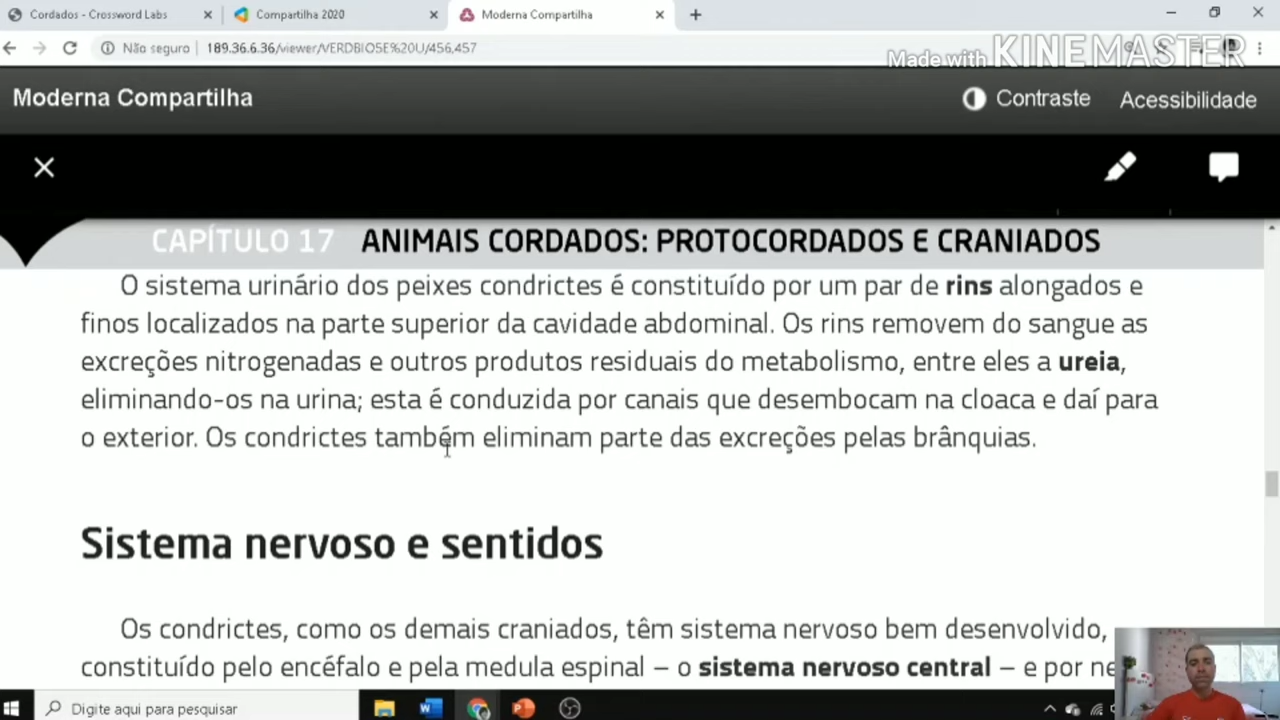 Cordados - Crossword Labs
Compartilha 2020
Moderna Compartilha
Não seguro
189.36.6.36/viewer/VERDBIO5E%20U/456,457
Made with KINEMASTER
Moderna Compartilha
Contraste
Acessibilidade
CAPÍTULO 17 ANIMAIS CORDADOS: PROTOCORDADOS E CRANIADOS
O sistema urinário dos peixes condrictes é constituído por um par de rins alongados e
finos localizados na parte superior da cavidade abdominal. Os rins removem do sangue as
excreções nitrogenadas e outros produtos residuais do metabolismo, entre eles a ureia,
eliminando-os na urina; esta é conduzida por canais que desembocam na cloaca e daí para
o exterior. Os condrictes também eliminam parte das excreções pelas brânquias.
Sistema nervoso e sentidos
Os condrictes, como os demais craniados, têm sistema nervoso bem desenvolvido,
constituído pelo encéfalo e pela medula espinal – o sistema nervoso central – e por ne
Digite aqui para pesquisar